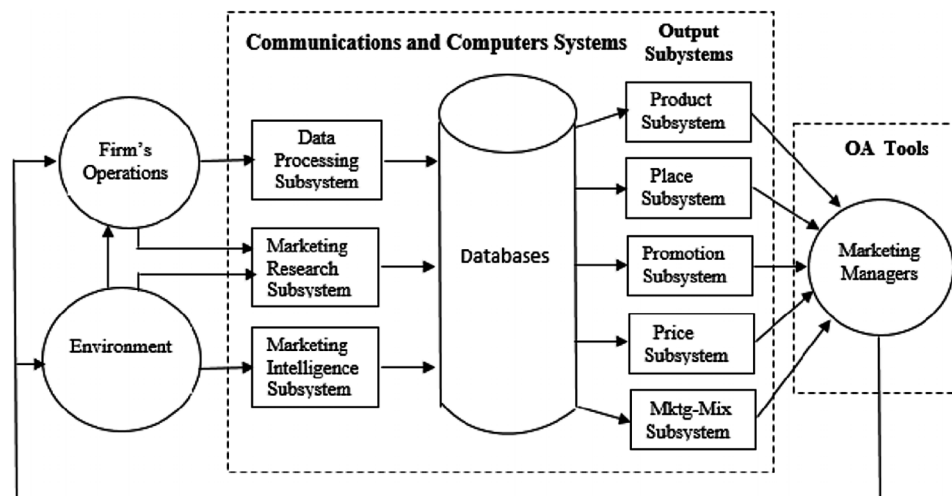 Communications and Computers Systems
Output
Subystems
Firm's
Operations
Environment
Data
Processing
Subsystem
Marketing
Research
Subsystem
Marketing
Intelligence
Subsystem
Databases
Product
Subsystem
Place
Subsystem
Promotion
Subsystem
Price
Subsystem
Mktg-Mix
Subsystem
OA Tools
Marketing
Managers